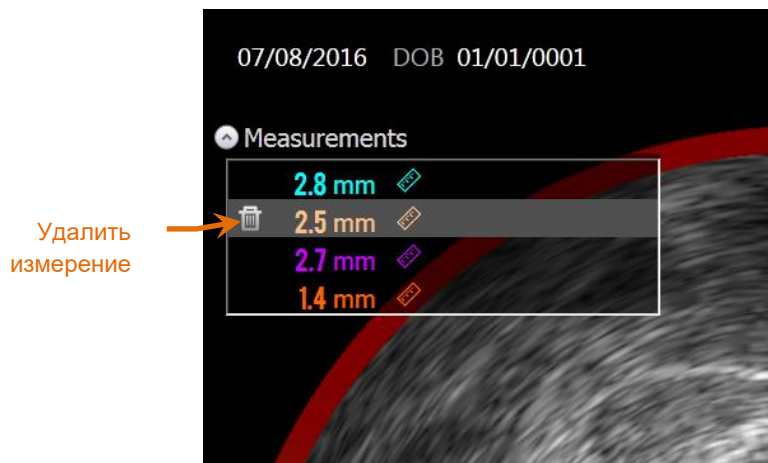 07/08/2016 DOB 01/01/0001
Measurements
2.8 mm
2.5 mm
2.7 mm
1.4 mm
Удалить
измерение